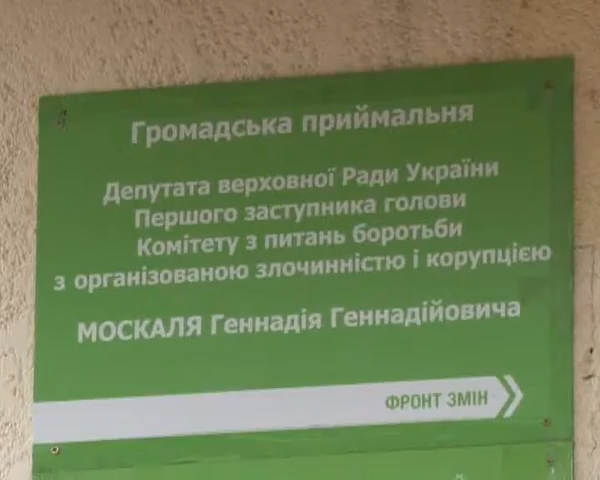 Громадська приймальня
Депутата верховної Ради України
Першого заступника голови
Комітету з питань боротьби
з організованою злочинністю і корупцією
МОСКАЛЯ Геннадія Геннадійовича
ФРОНТ ЗМІН